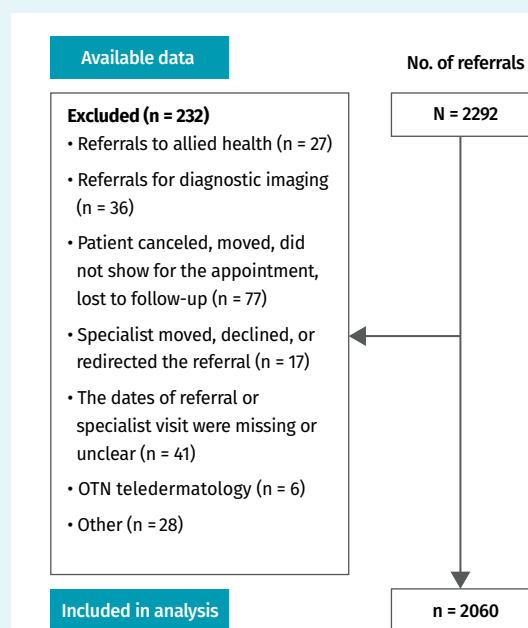 Available data
No. of referrals
N = 2292
Excluded (n = 232)
• Referrals to allied health (n = 27)
• Referrals for diagnostic imaging
(n = 36)
• Patient canceled, moved, did
not show for the appointment,
lost to follow-up (n = 77)
• Specialist moved, declined, or
redirected the referral (n = 17)
• The dates of referral or
specialist visit were missing or
unclear (n = 41)
• OTN teledermatology (n = 6)
• Other (n = 28)
Included in analysis
n = 2060